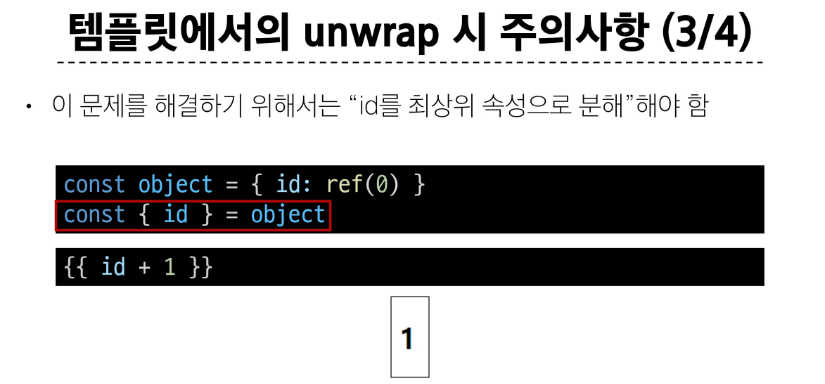 템플릿에서의 unwrap 시 주의사항 (3/4)
• 이 문제를 해결하기 위해서는 “id를 최상위 속성으로 분해”해야 함
const object = { id: ref(0) }
const { id } = object
{{ id + 1 }}
1